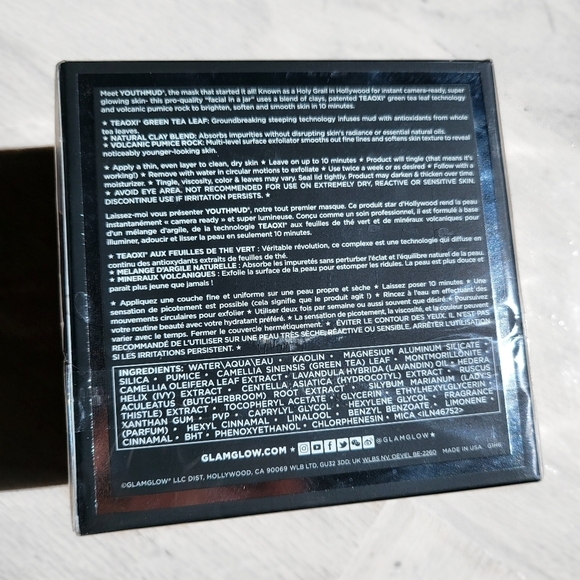 Meet YOUTHMUD®, the mask that started it all! Known as a Holy Grail in Hollywood for instant camera-ready, super
glowing skin- this pro-quality "facial in a jar" uses a blend of clays, patented TEAOXI® green tea leaf technology
and volcanic pumice rock to brighten, soften and smooth skin in 10 minutes.
★ TEAOXI® GREEN TEA LEAF: Groundbreaking steeping technology infuses mud with antioxidants from whole
tea leaves.
★ NATURAL CLAY BLEND: Absorbs impurities without disrupting skin's radiance or essential natural oils.
★ VOLCANIC PUMICE ROCK: Multi-level surface exfoliator smooths out fine lines and softens skin texture to reveal
noticeably younger-looking skin.
★ Apply a thin, even layer to clean, dry skin ★ Leave on up to 10 minutes ★ Product will tingle (that means it's
working!) ★ Remove with water in circular motions to exfoliate ★ Use twice a week or as desired ★ Follow with a
moisturizer. ★ Tingle, viscosity, color & leaves may vary. Seal lid tightly. Product may darken & thicken over time.
★ AVOID EYE AREA. NOT RECOMMENDED FOR USE ON EXTREMELY DRY, REACTIVE OR SENSITIVE SKIN.
DISCONTINUE USE IF IRRITATION PERSISTS. ★
Laissez-moi vous présenter YOUTHMUD®, notre tout premier masque. Ce produit star d'Hollywood rend la peau
instantanément « camera ready » et super lumineuse. Conçu comme un soin professionnel, il est formulé à base
d'un mélange d'argile, de la technologie TEAOXI® aux feuilles de thé vert et de minéraux volcaniques pour
illuminer, adoucir et lisser la peau en seulement 10 minutes.
★ TEAOXI® AUX FEUILLES DE THE VERT : Véritable révolution, ce complexe est une technologie qui diffuse en
continu des antioxydants extraits de feuilles de thé.
★ MELANGE D'ARGILE NATURELLE : Absorbe les impuretés sans perturber l'éclat et l'équilibre naturel de la peau.
★ MINERAUX VOLCANIQUES : Exfolie la surface de la peau pour estomper les ridules. La peau est plus douce et
parait plus jeune que jamais !
★ Appliquez une couche fine et uniforme sur une peau propre et sèche ★ Laissez poser 10 minutes ★ Une
sensation de picotement est possible (cela signifie que le produit agit !) ★ Rincez à l'eau en effectuant des
mouvements circulaires pour exfolier ★ Utiliser deux fois par semaine ou aussi souvent que désiré. ★ Poursuivez
votre routine beauté avec votre hydratant préféré. ★ La sensation de picotement, la viscosité, et la couleur peuvent
varier avec le temps. Fermer le couvercle hermétiquement. ★ ÉVITER LE CONTOUR DES YEUX. IL N'EST PAS
RECOMMANDÉ DE L'UTILISER SUR UNE PEAU TRÈS SÈCHE, RÉACTIVE OU SENSIBLE. ARRÊTER L'UTILISATION
SI LES IRRITATIONS PERSISTENT. ★
INGREDIENTS: WATER\AQUA\EAU • KAOLIN • MAGNESIUM ALUMINUM SILICATE
SILICA • PUMICE • CAMELLIA SINENSIS (GREEN TEA) LEAF • MONTMORILLONITE
CAMELLIA OLEIFERA LEAF EXTRACT • LAVANDULA HYBRIDA (LAVANDIN) OIL • HEDERA
HELIX (IVY) EXTRACT • CENTELLA ASIATICA (HYDROCOTYL) EXTRACT • RUSCUS
ACULEATUS (BUTCHERBROOM) ROOT EXTRACT • SILYBUM MARIANUM (LADY'S
THISTLE) EXTRACT • TOCOPHERYL ACETATE • GLYCERIN • ETHYLHEXYLGLYCERIN
XANTHAN GUM • PVP • CAPRYLYL GLYCOL • HEXYLENE GLYCOL • FRAGRANCE
(PARFUM) • HEXYL CINNAMAL • LINALOOL • BENZYL BENZOATE • LIMONENE
CINNAMAL • BHT • PHENOXYETHANOL • CHLORPHENESIN • MICA <ILN46752>
GLAMGLOW.COM ★ @GLAMGLOW
©GLAMGLOW® LLC DIST, HOLLYWOOD, CA 90069 WLB LTD, GU32 3DD, UK WLBS NV, OEVEL BE-2260 MADE IN USA